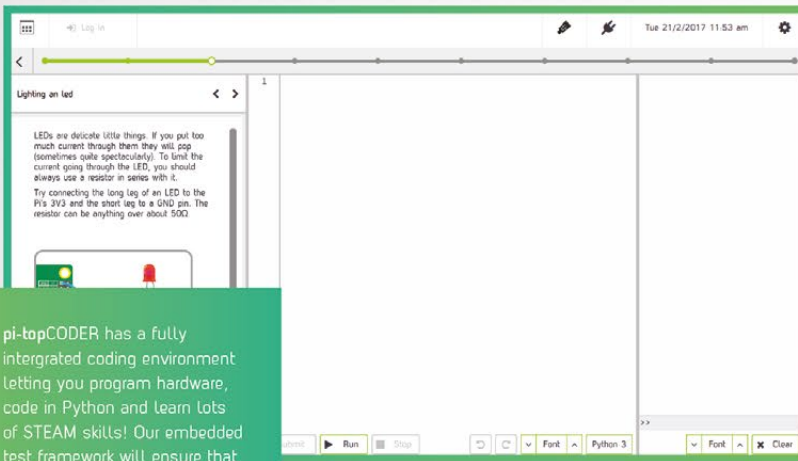 Log in
Tue 21/2/2017 11:53 am
Lighting an led
1
LEDs are delicate little things. If you put too
much current through them they will pop
(sometimes quite spectacularly). To limit the
current going through the LED, you should
always use a resistor in series with it.
Try connecting the long leg of an LED to the
Pi's 3V3 and the short leg to a GND pin. The
resistor can be anything over about 50Ω
pi-topCODER has a fully
intergrated coding environment
letting you program hardware,
code in Python and learn lots
of STEAM skills! Our embedded
test framework will ensure that
>>
Run
Stop
Font
Python 3
Font
Clear